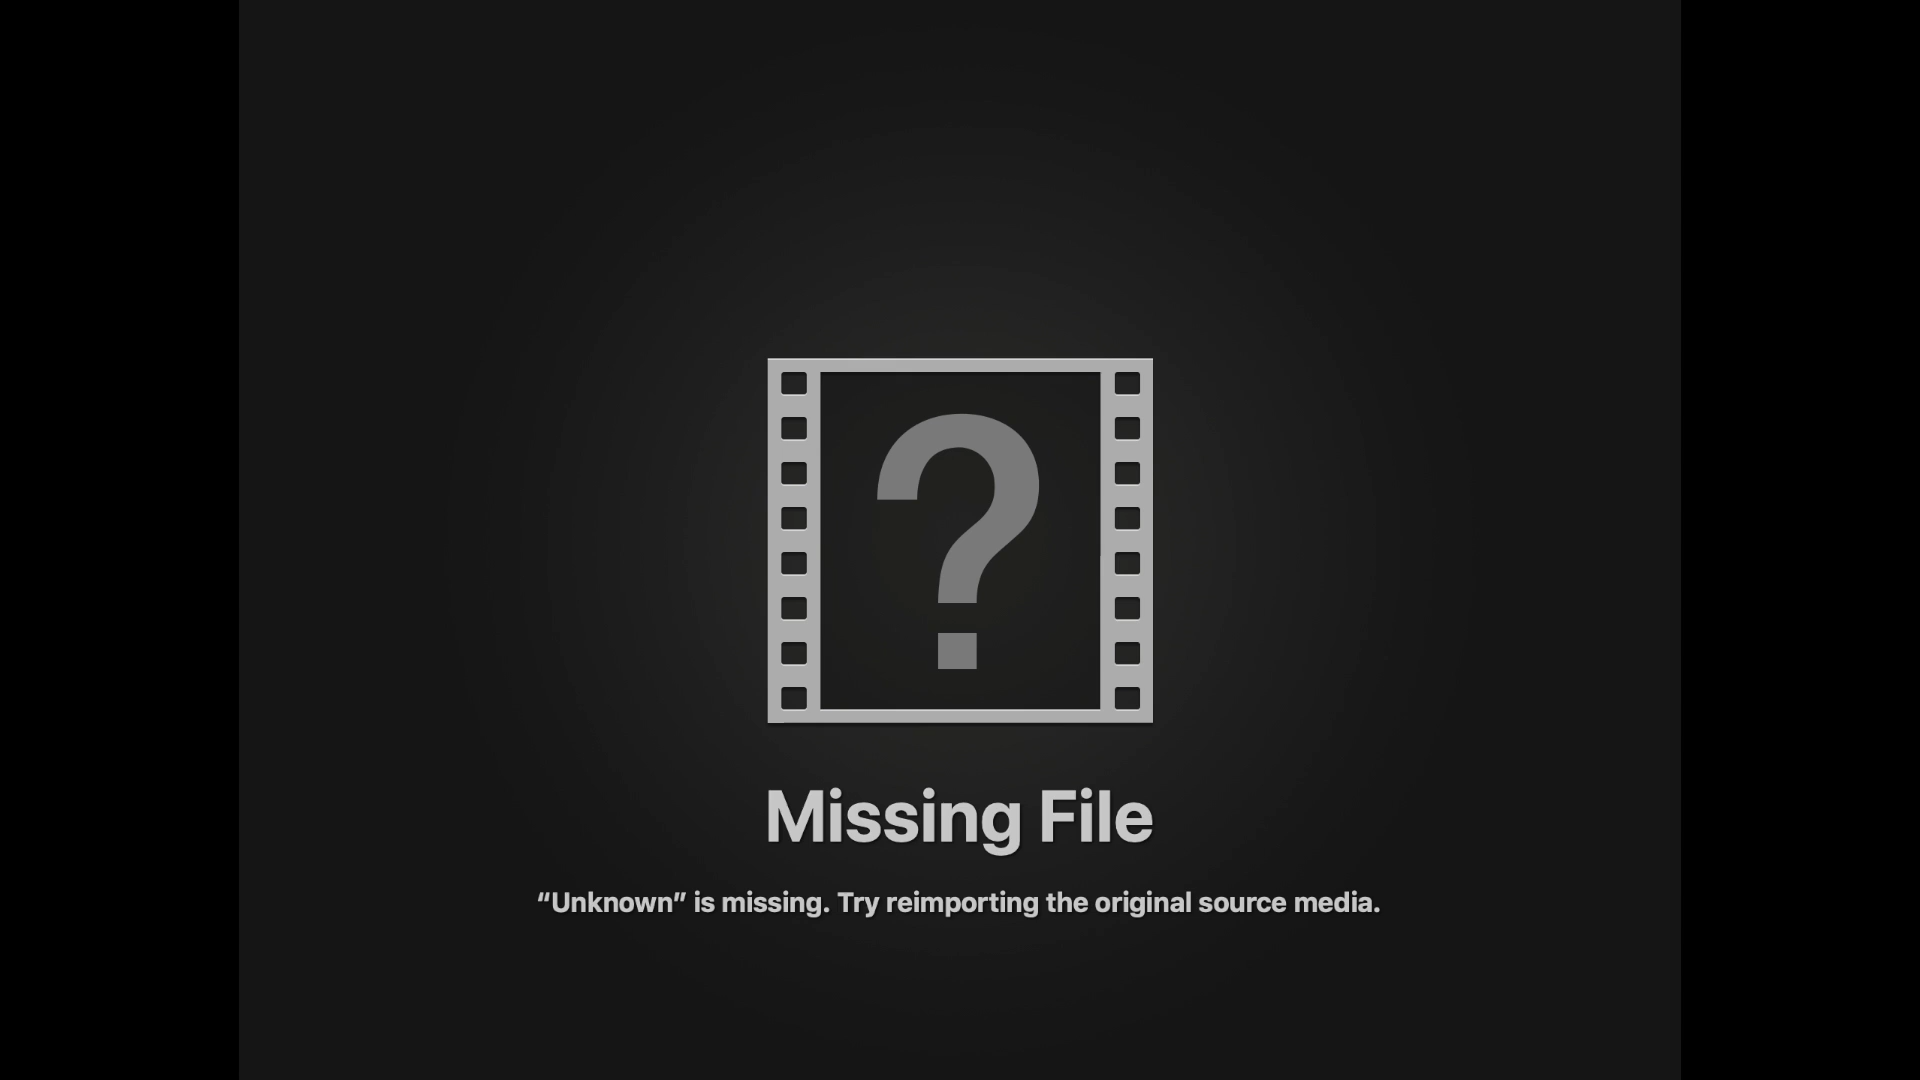 ?
Missing File
“Unknown” is missing. Try reimporting the original source media.